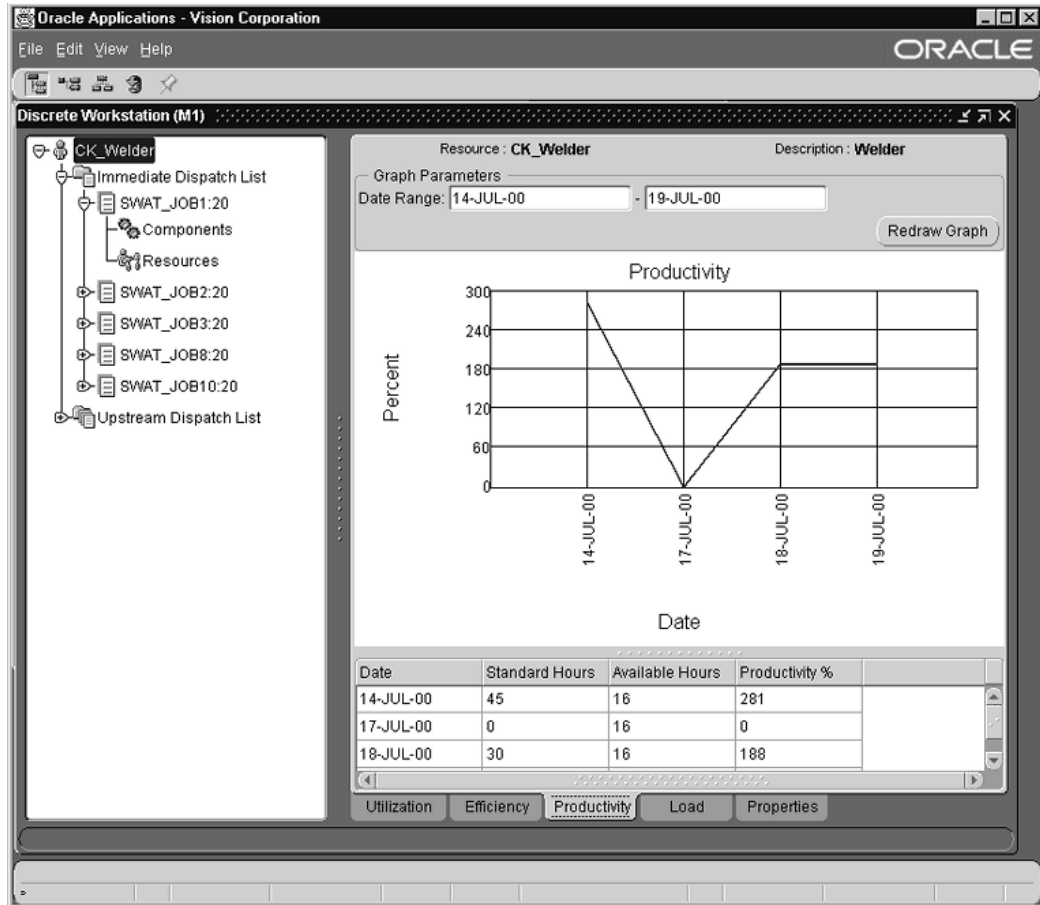 Oracle Applications - Vision Corporation
File Edit View Help
ORACLE
Discrete Workstation (M1)
CK_Welder
Immediate Dispatch List
SWAT_JOB1:20
Components
Resources
SWAT_JOB2:20
SWAT_JOB3:20
SWAT_JOB8:20
SWAT_JOB10:20
Upstream Dispatch List
Resource : CK_Welder Description : Welder
Graph Parameters
Date Range: 14-JUL-00 - 19-JUL-00
Redraw Graph
Productivity
300
240
180
120
60
0
Percent
14-JUL-00
17-JUL-00
18-JUL-00
19-JUL-00
Date
Date Standard Hours Available Hours Productivity %
14-JUL-00 45 16 281
17-JUL-00 0 16 0
18-JUL-00 30 16 188
Utilization Efficiency Productivity Load Properties